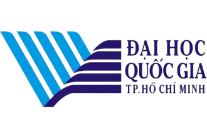 ĐẠI HỌC
QUỐC GIA
TP.HỒ CHÍ MINH